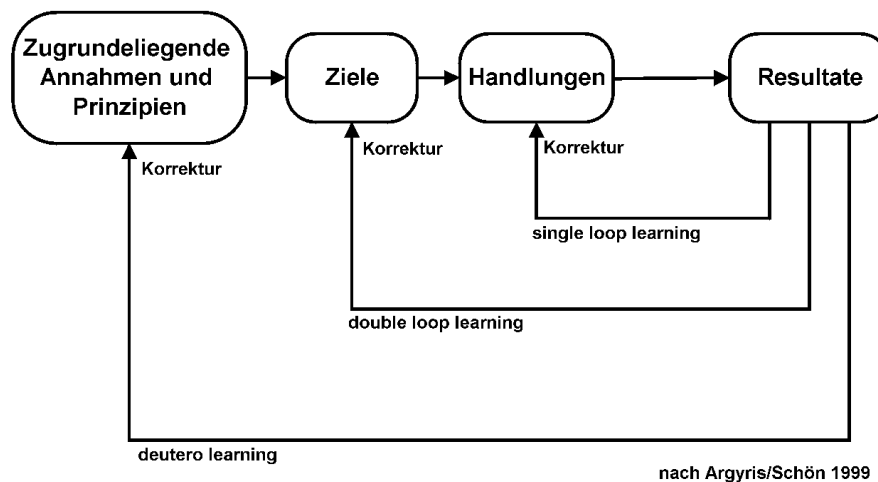 Zugrundeliegende
Annahmen und
Prinzipien
Ziele
Handlungen
Resultate
Korrektur
Korrektur
Korrektur
single loop learning
double loop learning
deutero learning
nach Argyris/Schön 1999